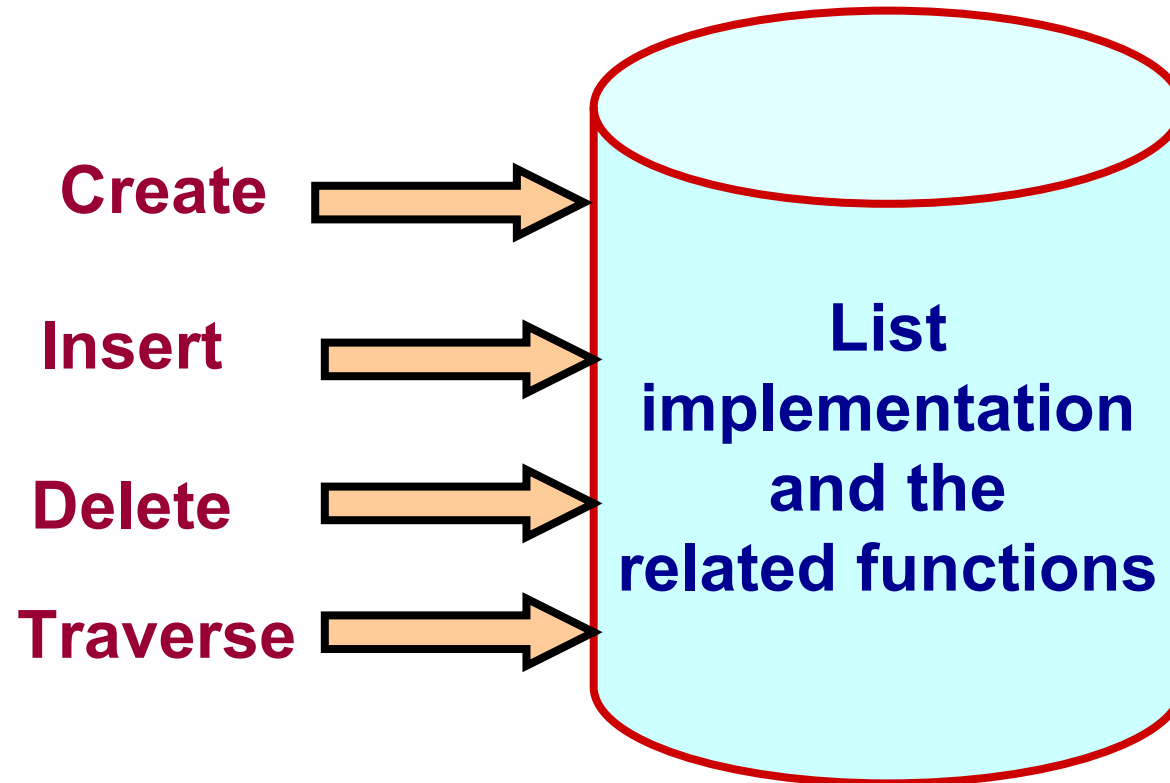 Create
Insert
Delete
Traverse
List
implementation
and the
related functions